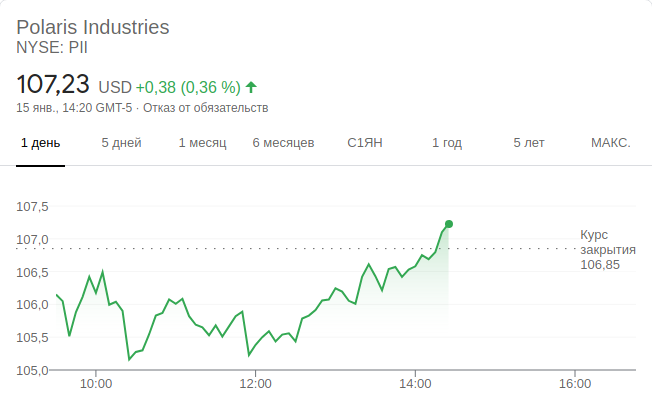 Polaris Industries
NYSE: PII
107,23 USD +0,38 (0,36 %)
15 янв., 14:20 GMT-5 · Отказ от обязательств
1 день 5 дней 1 месяц 6 месяцев С1ЯН 1 год 5 лет МАКС.
107,5
107,0
106,5
106,0
105,5
105,0
Курс
закрытия
106,85
10:00 12:00 14:00 16:00